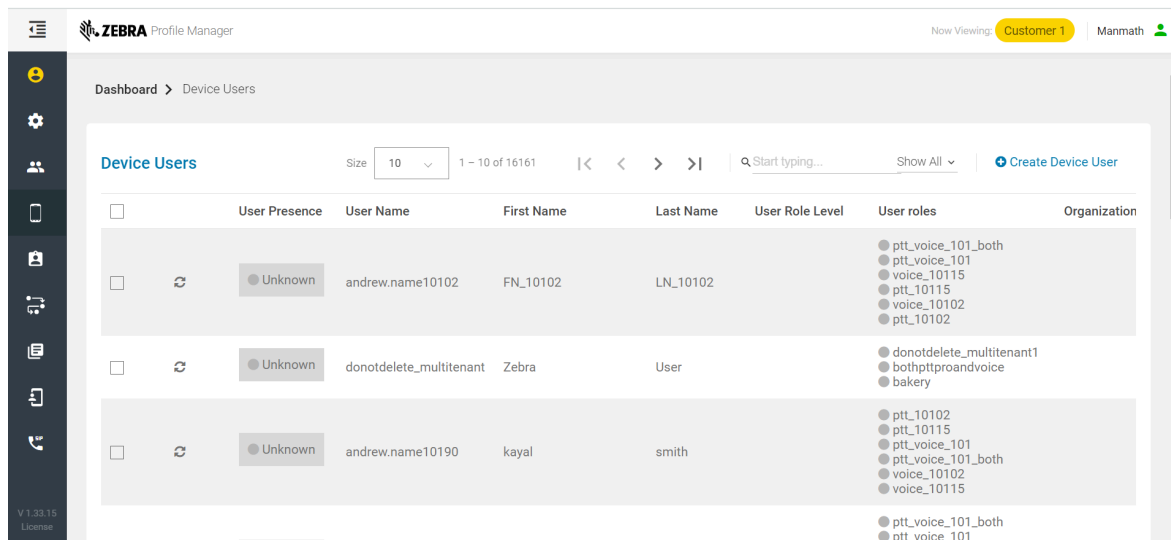 ZEBRA Profile Manager
Now Viewing: Customer 1 Manmath
Dashboard Device Users
Device Users Size 10 1 – 10 of 16161 Start typing... Show All Create Device User
User Presence User Name First Name Last Name User Role Level User roles Organization
Unknown andrew.name10102 FN_10102 LN_10102
ptt_voice_101_both
ptt_voice_101
voice_10115
ptt_10115
voice_10102
ptt_10102
Unknown donotdelete_multitenant Zebra User
donotdelete_multitenant1
bothpttproandvoice
bakery
Unknown andrew.name10190 kayal smith
ptt_10102
ptt_10115
ptt_voice_101
ptt_voice_101_both
voice_10102
voice_10115
ptt_voice_101_both
ptt_voice_101
SIP
V 1.33.15
License